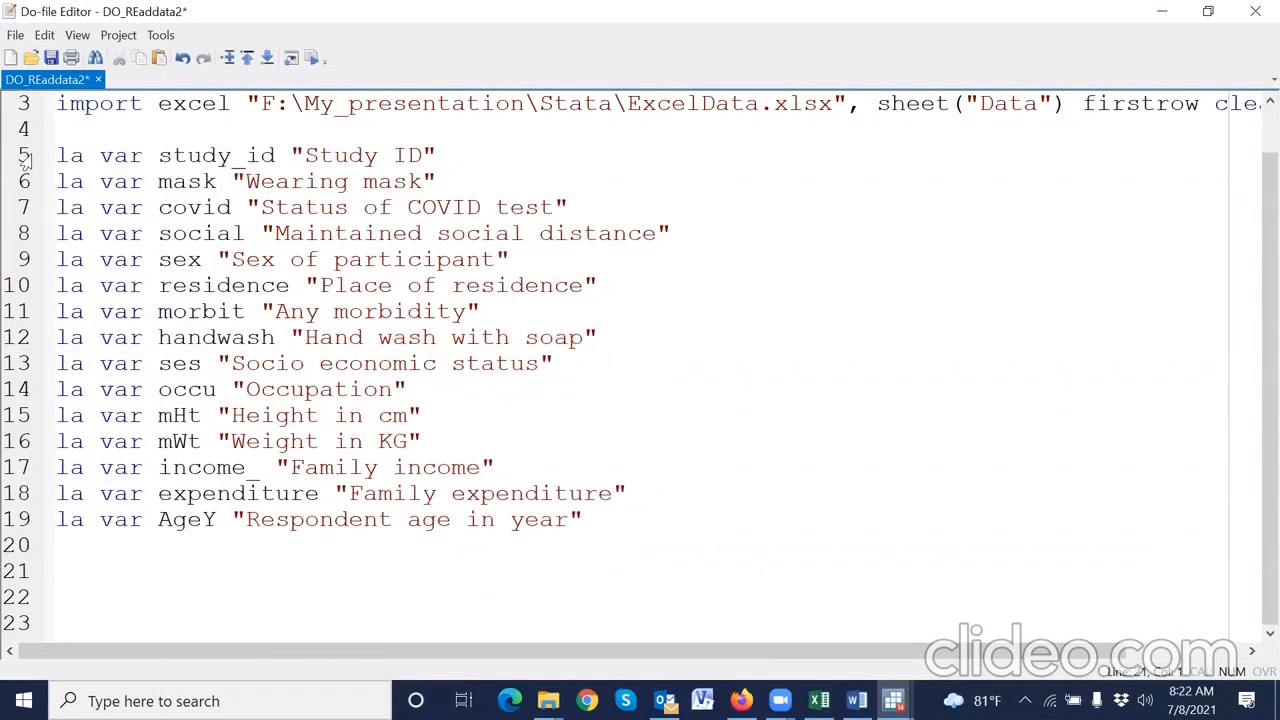 Do-file Editor - DO_REaddata2*
File Edit View Project Tools
DO_REaddata2* ×
3 import excel "F:\My_presentation\Stata\ExcelData.xlsx", sheet("Data") firstrow cle
4
5 la var study_id "Study ID"
6 la var mask "Wearing mask"
7 la var covid "Status of COVID test"
8 la var social "Maintained social distance"
9 la var sex "Sex of participant"
10 la var residence "Place of residence"
11 la var morbit "Any morbidity"
12 la var handwash "Hand wash with soap"
13 la var ses "Socio economic status"
14 la var occu "Occupation"
15 la var mHt "Height in cm"
16 la var mWt "Weight in KG"
17 la var income_ "Family income"
18 la var expenditure "Family expenditure"
19 la var AgeY "Respondent age in year"
20
21
22
23
clideo.com
Line: 21, Col: 1 CAP NUM OVR
Type here to search
81°F
8:22 AM
7/8/2021